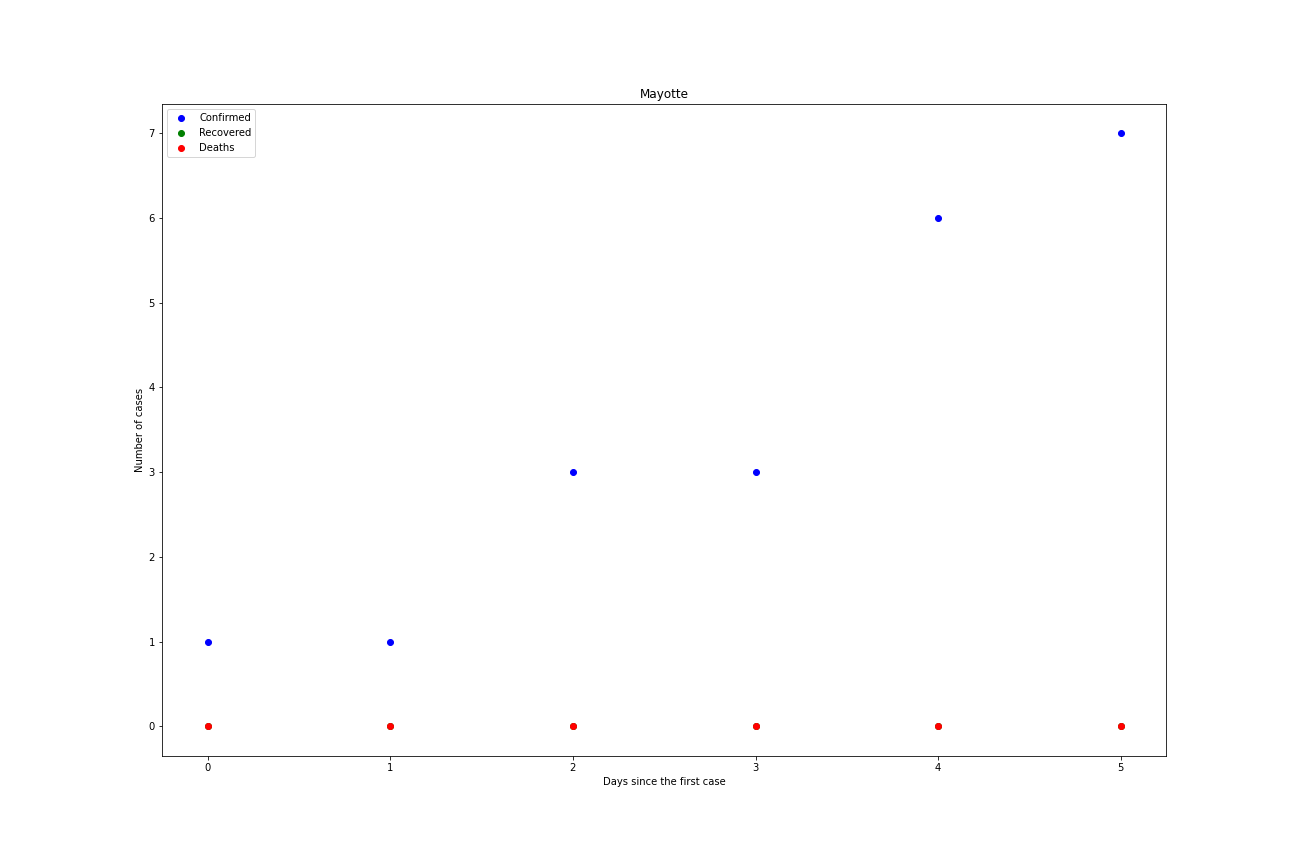 Mayotte
Confirmed
Recovered
Deaths
7
6
5
4
3
2
1
0
Number of cases
0 1 2 3 4 5
Days since the first case